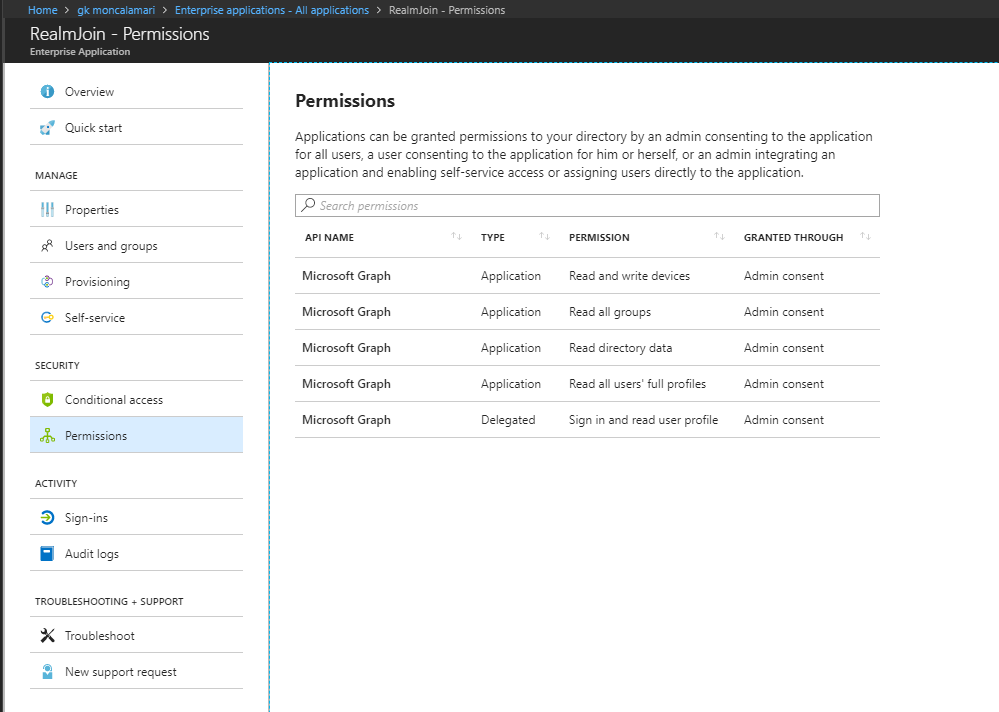 Home > gk moncalamari > Enterprise applications - All applications > RealmJoin - Permissions
RealmJoin - Permissions
Enterprise Application
Overview
Quick start
MANAGE
Properties
Users and groups
Provisioning
Self-service
SECURITY
Conditional access
Permissions
ACTIVITY
Sign-ins
Audit logs
TROUBLESHOOTING + SUPPORT
Troubleshoot
New support request
Permissions
Applications can be granted permissions to your directory by an admin consenting to the application
for all users, a user consenting to the application for him or herself, or an admin integrating an
application and enabling self-service access or assigning users directly to the application.
Search permissions
API NAME TYPE PERMISSION GRANTED THROUGH
Microsoft Graph Application Read and write devices Admin consent
Microsoft Graph Application Read all groups Admin consent
Microsoft Graph Application Read directory data Admin consent
Microsoft Graph Application Read all users' full profiles Admin consent
Microsoft Graph Delegated Sign in and read user profile Admin consent